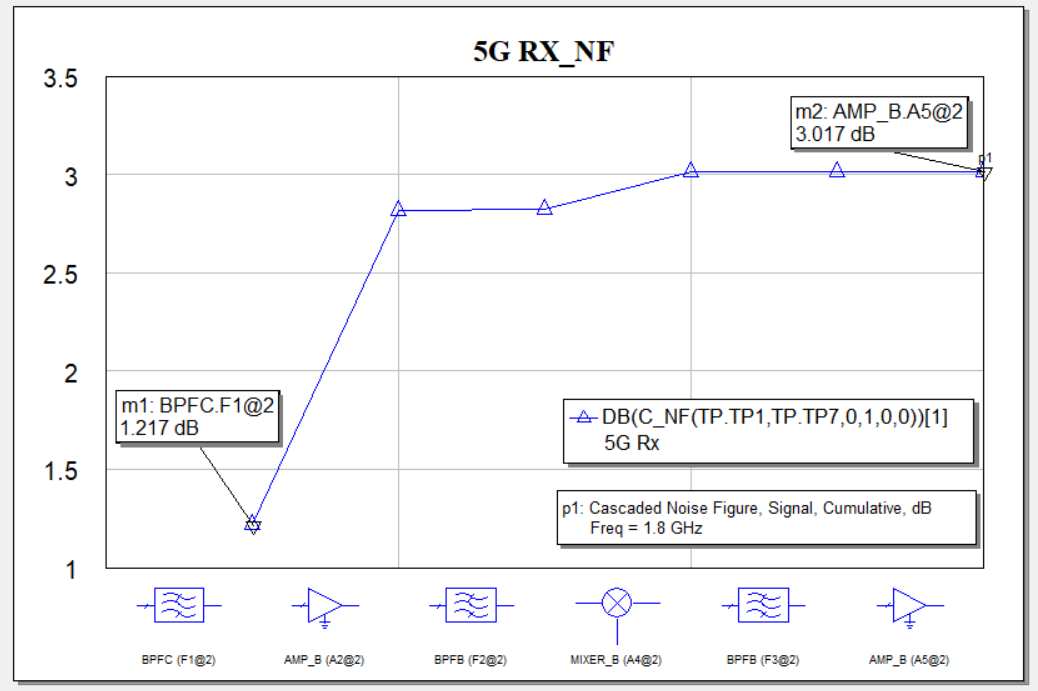 5G RX_NF
3.5
3
2.5
2
1.5
1
m2: AMP_B.A5@2
3.017 dB
p1
m1: BPFC.F1@2
1.217 dB
DB(C_NF(TP.TP1,TP.TP7,0,1,0,0))[1]
5G Rx
p1: Cascaded Noise Figure, Signal, Cumulative, dB
Freq = 1.8 GHz
BPFC (F1@2)
AMP_B (A2@2)
BPFB (F2@2)
MIXER_B (A4@2)
BPFB (F3@2)
AMP_B (A5@2)